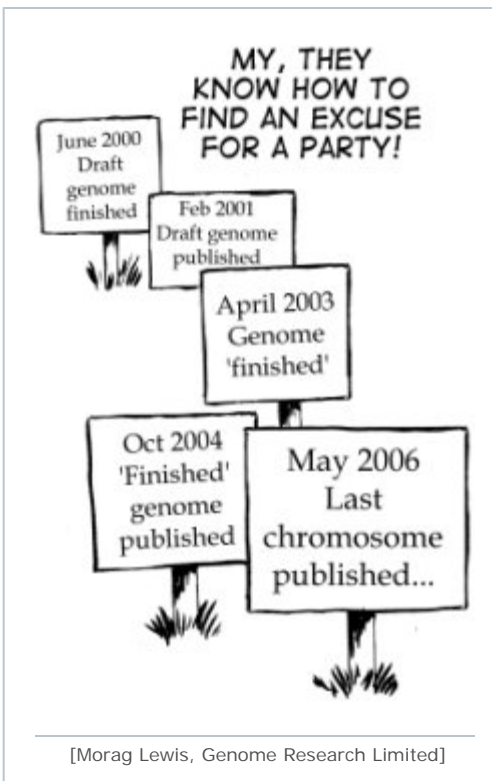 MY, THEY
KNOW HOW TO
FIND AN EXCUSE
FOR A PARTY!
June 2000
Draft
genome
finished
Feb 2001
Draft genome
published
April 2003
Genome
'finished'
Oct 2004
'Finished'
genome
published
May 2006
Last
chromosome
published...
[Morag Lewis, Genome Research Limited]